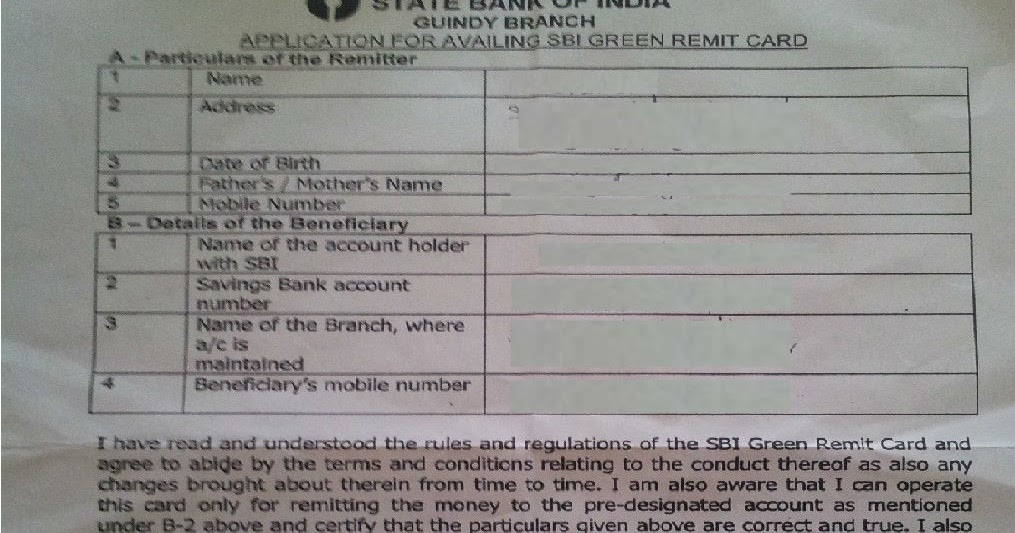 STATE BANK OF INDIA
GUINDY BRANCH
APPLICATION FOR AVAILING SBI GREEN REMIT CARD
A - Particulars of the Remitter
1 Name
2 Address
3 Date of Birth
4 Father's / Mother's Name
5 Mobile Number
B – Details of the Beneficiary
1 Name of the account holder
with SBI
2 Savings Bank account
number
3 Name of the Branch, where
a/c is
maintained
4 Beneficiary's mobile number
I have read and understood the rules and regulations of the SBI Green Remit Card and
agree to abide by the terms and conditions relating to the conduct thereof as also any
changes brought about therein from time to time. I am also aware that I can operate
this card only for remitting the money to the pre-designated account as mentioned
under B-2 above and certify that the particulars given above are correct and true. I also